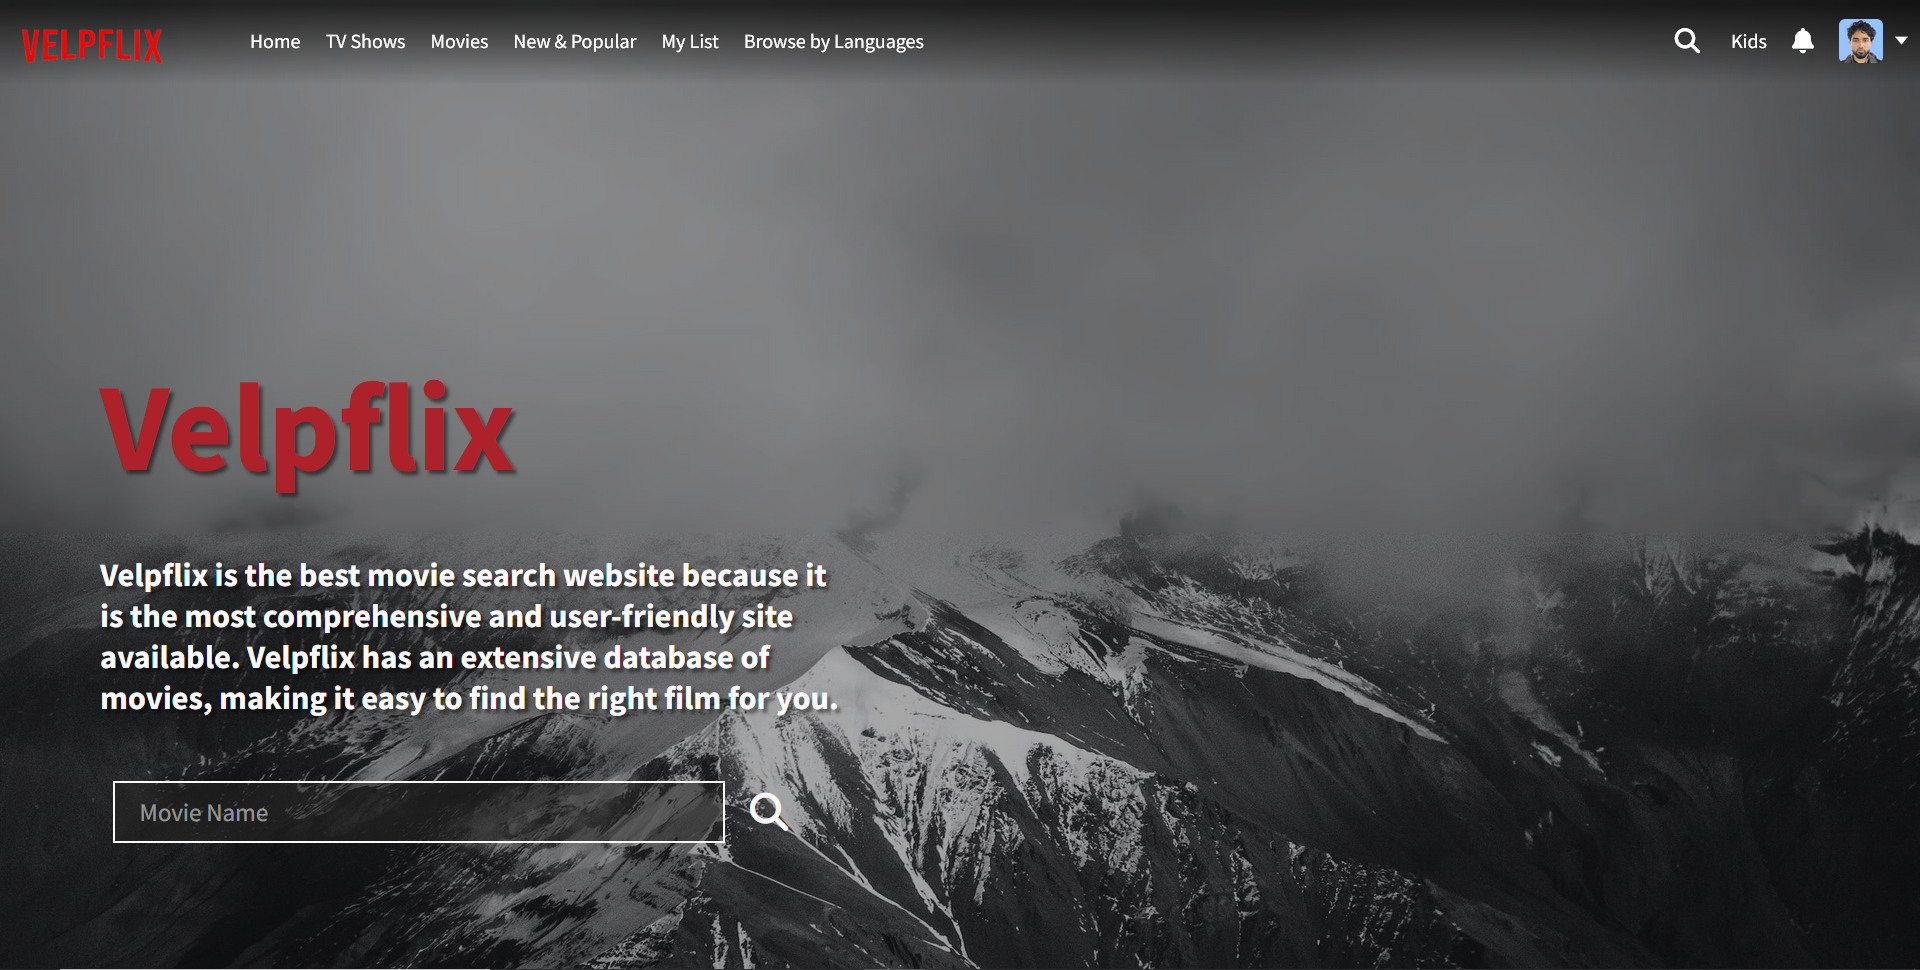 VELPFLIX Home TV Shows Movies New & Popular My List Browse by Languages Kids
Velpflix
Velpflix is the best movie search website because it
is the most comprehensive and user-friendly site
available. Velpflix has an extensive database of
movies, making it easy to find the right film for you.
Movie Name